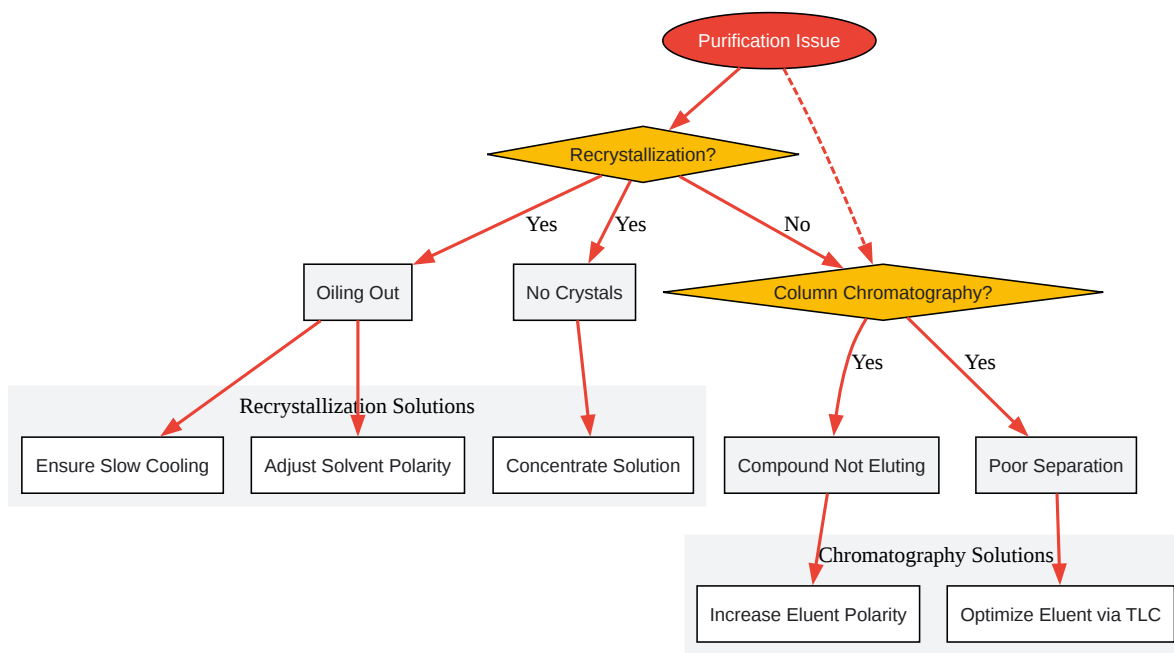 Purification Issue
Recrystallization?
Yes
Yes
No
Oiling Out
No Crystals
Column Chromatography?
Yes
Yes
Recrystallization Solutions
Ensure Slow Cooling
Adjust Solvent Polarity
Concentrate Solution
Compound Not Eluting
Poor Separation
Chromatography Solutions
Increase Eluent Polarity
Optimize Eluent via TLC